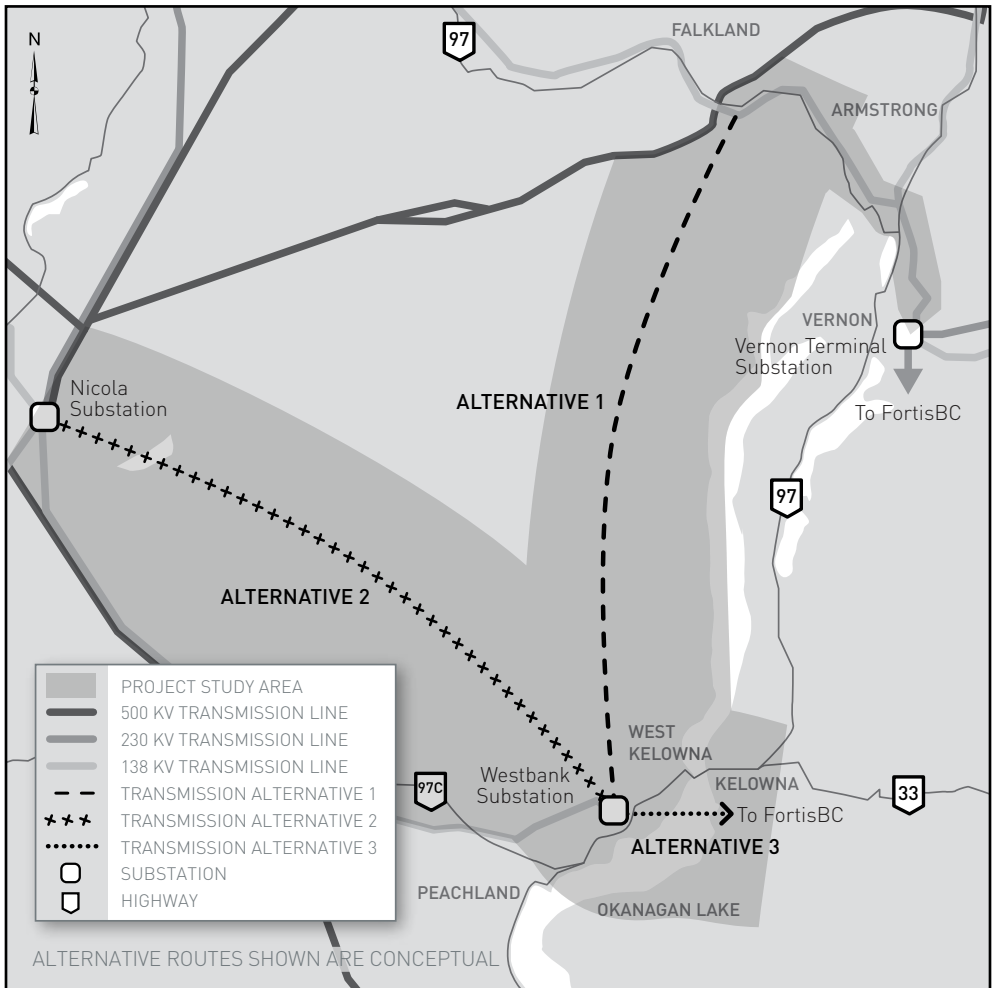 N
97
FALKLAND
ARMSTRONG
VERNON
Vernon Terminal
Substation
To FortisBC
Nicola
Substation
ALTERNATIVE 1
97
ALTERNATIVE 2
WEST
KELOWNA
Westbank
Substation
97C
KELOWNA
33
To FortisBC
ALTERNATIVE 3
PEACHLAND
OKANAGAN LAKE
PROJECT STUDY AREA
500 KV TRANSMISSION LINE
230 KV TRANSMISSION LINE
138 KV TRANSMISSION LINE
TRANSMISSION ALTERNATIVE 1
TRANSMISSION ALTERNATIVE 2
TRANSMISSION ALTERNATIVE 3
SUBSTATION
HIGHWAY
ALTERNATIVE ROUTES SHOWN ARE CONCEPTUAL